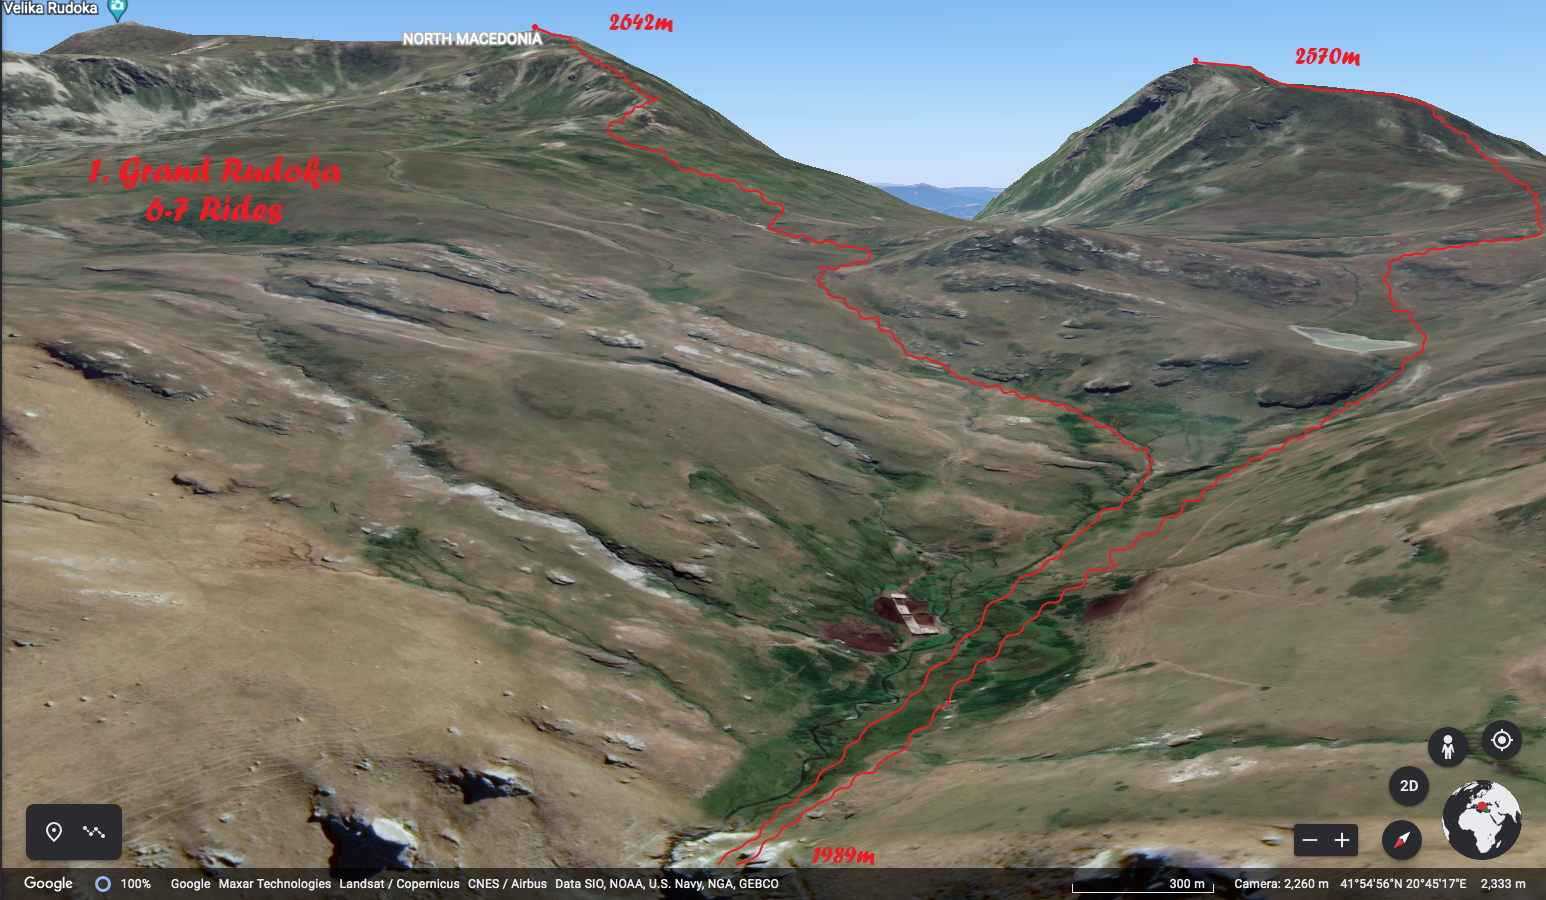 Velika Rudoka
NORTH MACEDONIA
2642m
2570m
1. Grand Rudoka
6-7 Rides
1989m
2D
Google
100%
Google Maxar Technologies Landsat / Copernicus CNES / Airbus Data SIO, NOAA, U.S. Navy, NGA, GEBCO
300 m
Camera: 2,260 m 41°54'56"N 20°45'17"E 2,333 m